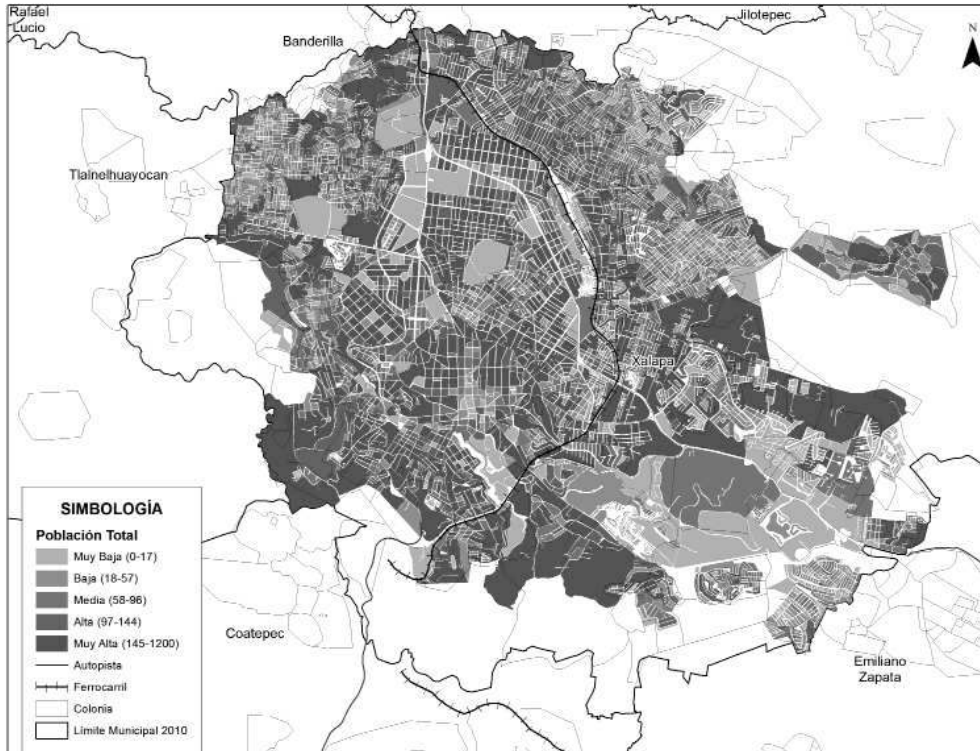 Rafael
Lucio
Banderilla
Jilotepec
N
Tlalnelhuayocan
Xalapa
SIMBOLOGÍA
Población Total
Muy Baja (0-17)
Baja (18-57)
Media (58-96)
Alta (97-144)
Muy Alta (145-1200)
Autopista
Ferrocarril
Colonia
Límite Municipal 2010
Coatepec
Emiliano
Zapata